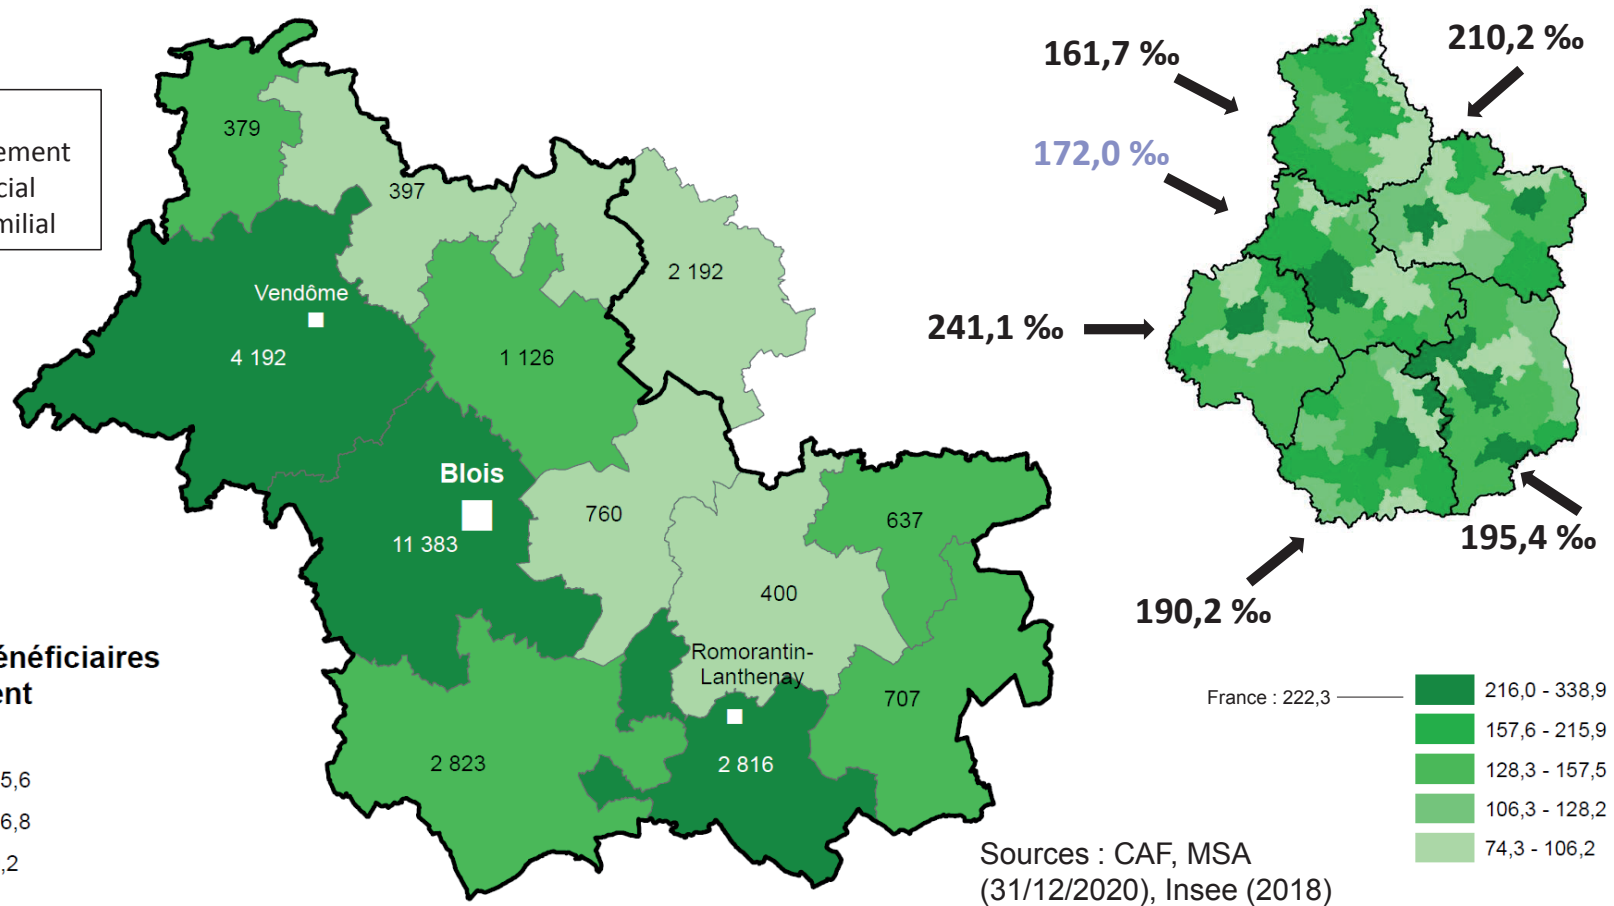 ement
cial
milial
379
397
2 192
Vendôme
4 192
1 126
Blois
11 383
760
637
400
Romorantin-
Lanthenay
707
2 823
2 816
énéficiaires
ent
5,6
6,8
,2
161,7 ‰
210,2 ‰
172,0 ‰
241,1 ‰
195,4 ‰
190,2 ‰
France : 222,3
216,0 - 338,9
157,6 - 215,9
128,3 - 157,5
106,3 - 128,2
74,3 - 106,2
Sources : CAF, MSA
(31/12/2020), Insee (2018)